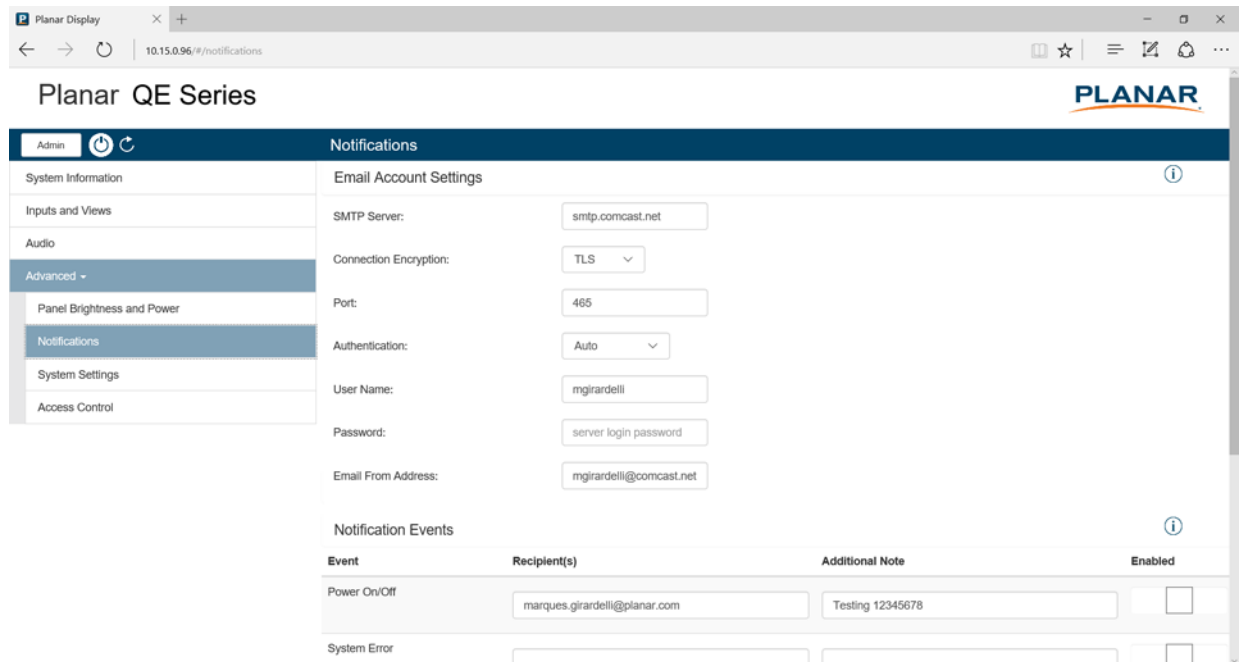 Planar Display
10.15.0.96/#/notifications
Planar QE Series
PLANAR
Admin
Notifications
System Information
Inputs and Views
Audio
Advanced
Panel Brightness and Power
Notifications
System Settings
Access Control
Email Account Settings
SMTP Server: smtp.comcast.net
Connection Encryption: TLS
Port: 465
Authentication: Auto
User Name: mgirardelli
Password: server login password
Email From Address: mgirardelli@comcast.net
Notification Events
Event Recipient(s) Additional Note Enabled
Power On/Off marques.girardelli@planar.com Testing 12345678
System Error